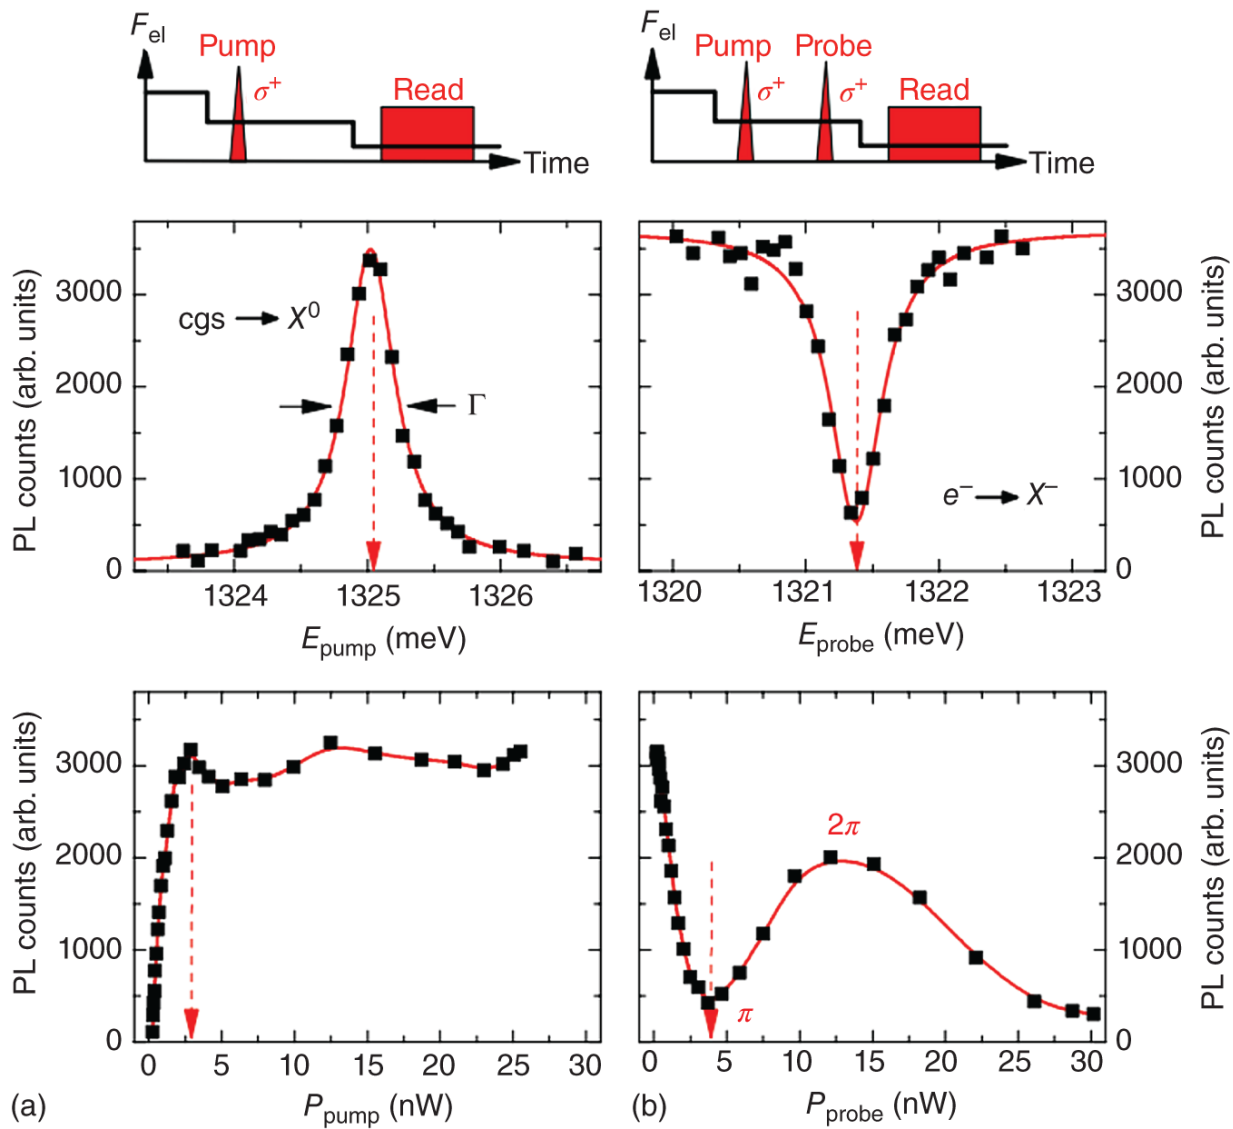 F_el
Pump
σ⁺
Read
Time
F_el
Pump
Probe
σ⁺
σ⁺
Read
Time
PL counts (arb. units)
3000
2000
1000
0
cgs → X⁰
Γ
1324
1325
1326
E_pump (meV)
3000
2000
1000
0
PL counts (arb. units)
e⁻ → X⁻
1320
1321
1322
1323
E_probe (meV)
PL counts (arb. units)
3000
2000
1000
0
0
5
10
15
20
25
30
(a)
P_pump (nW)
2π
π
3000
2000
1000
0
PL counts (arb. units)
0
5
10
15
20
25
30
(b)
P_probe (nW)